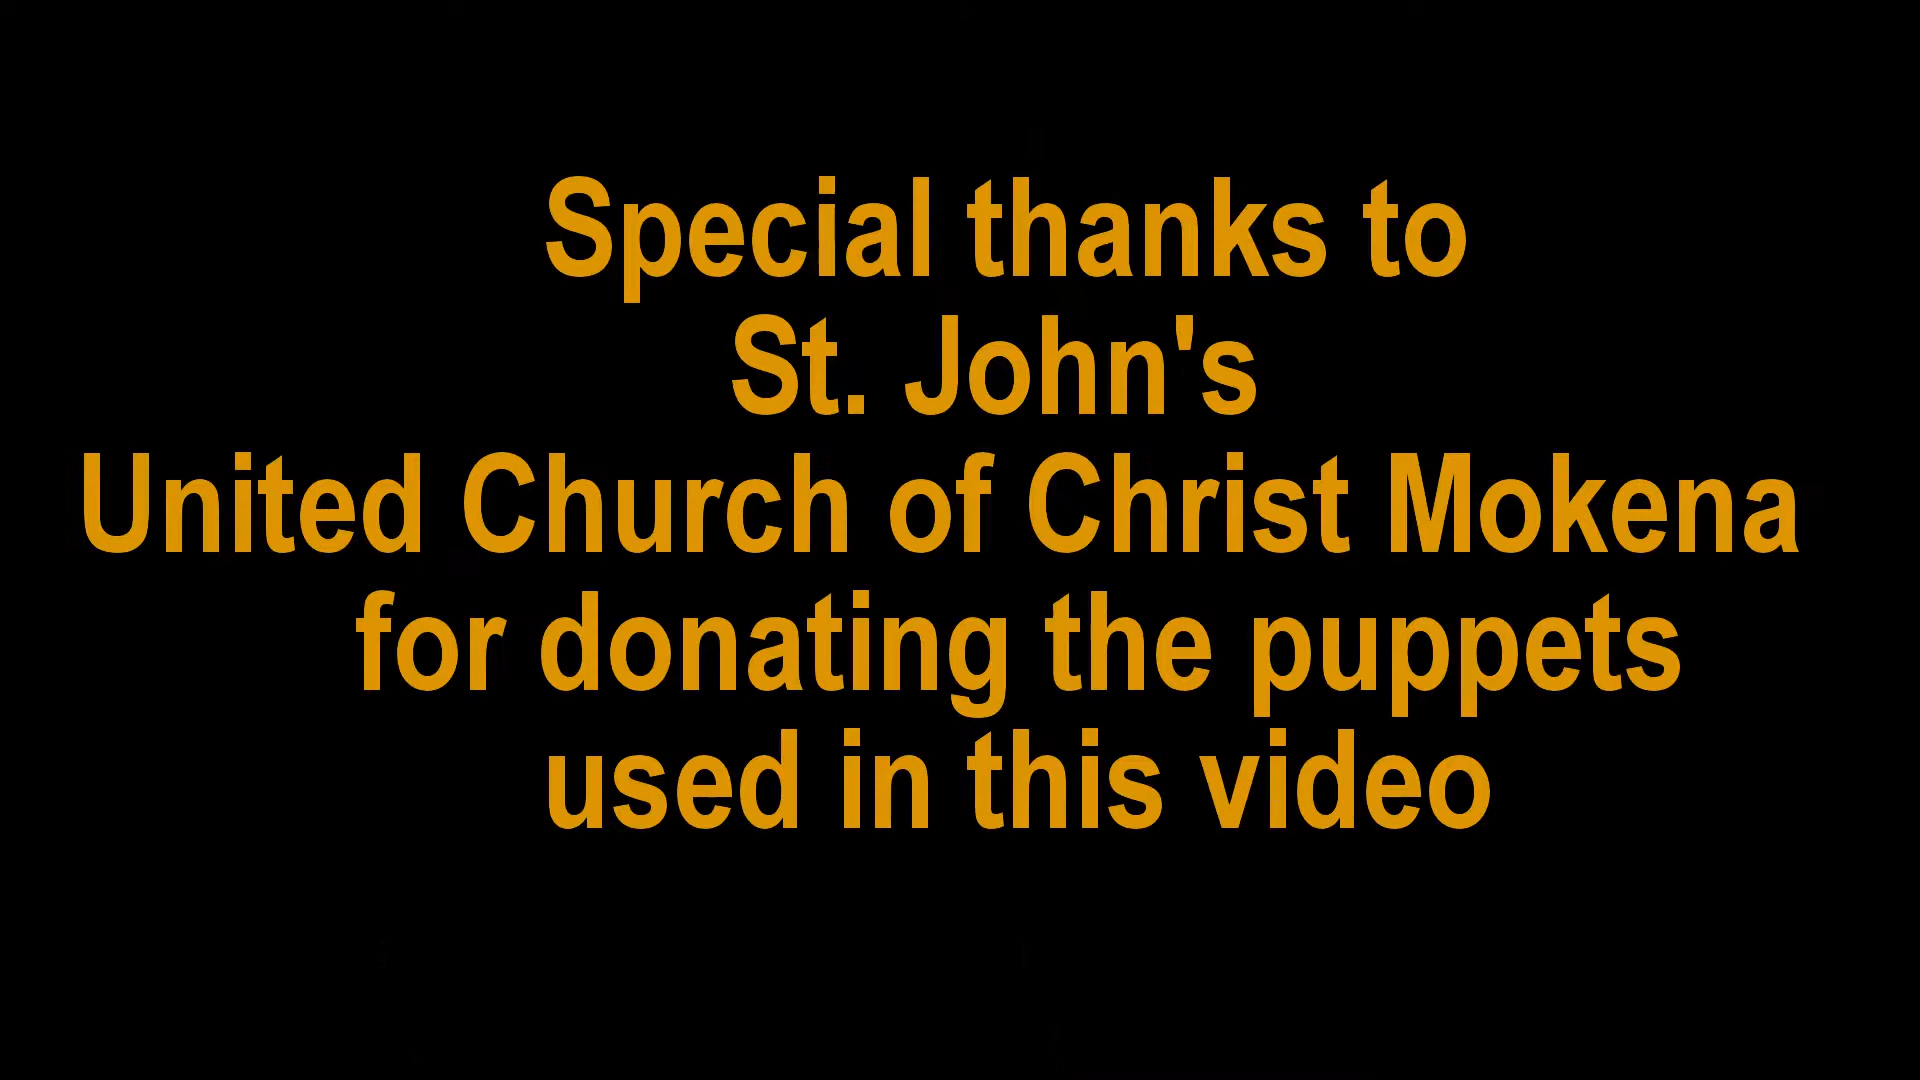 Special thanks to
St. John's
United Church of Christ Mokena
for donating the puppets
used in this video